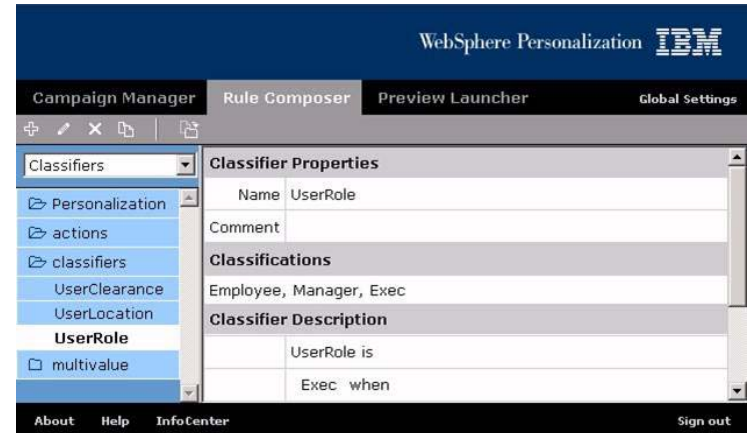 WebSphere Personalization IBM
Campaign Manager Rule Composer Preview Launcher Global Settings
Classifiers
Personalization
actions
classifiers
UserClearance
UserLocation
UserRole
multivalue
Classifier Properties
Name UserRole
Comment
Classifications
Employee, Manager, Exec
Classifier Description
UserRole is
Exec when
About Help InfoCenter Sign out